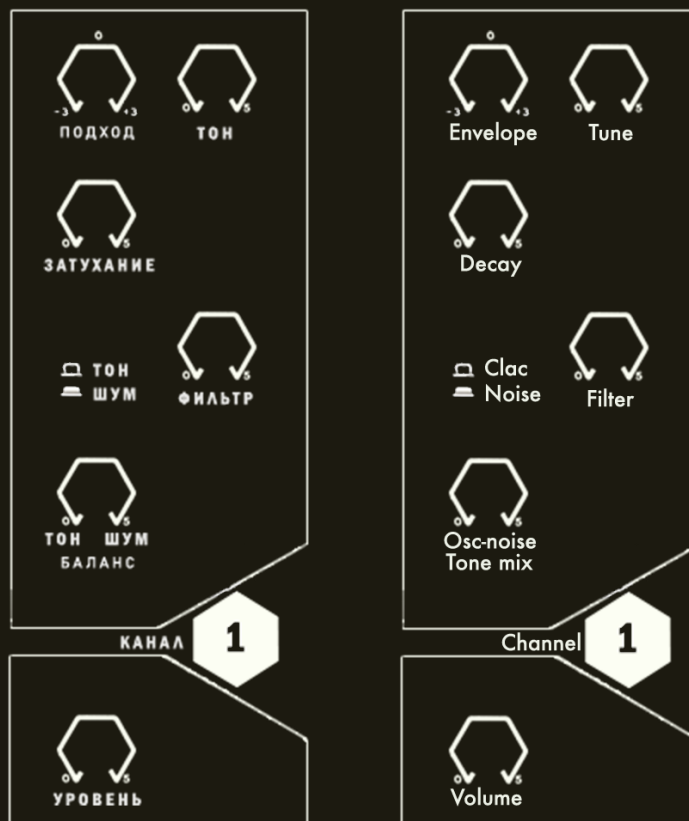 0
-3 +3
ПОДХОД
0 5
ТОН
0 5
ЗАТУХАНИЕ
ТОН
ШУМ
0 5
ФИЛЬТР
0 5
ТОН ШУМ
БАЛАНС
КАНАЛ 1
0 5
УРОВЕНЬ
0
-3 +3
Envelope
0 5
Tune
0 5
Decay
Clac
Noise
0 5
Filter
0 5
Osc-noise
Tone mix
Channel 1
0 5
Volume